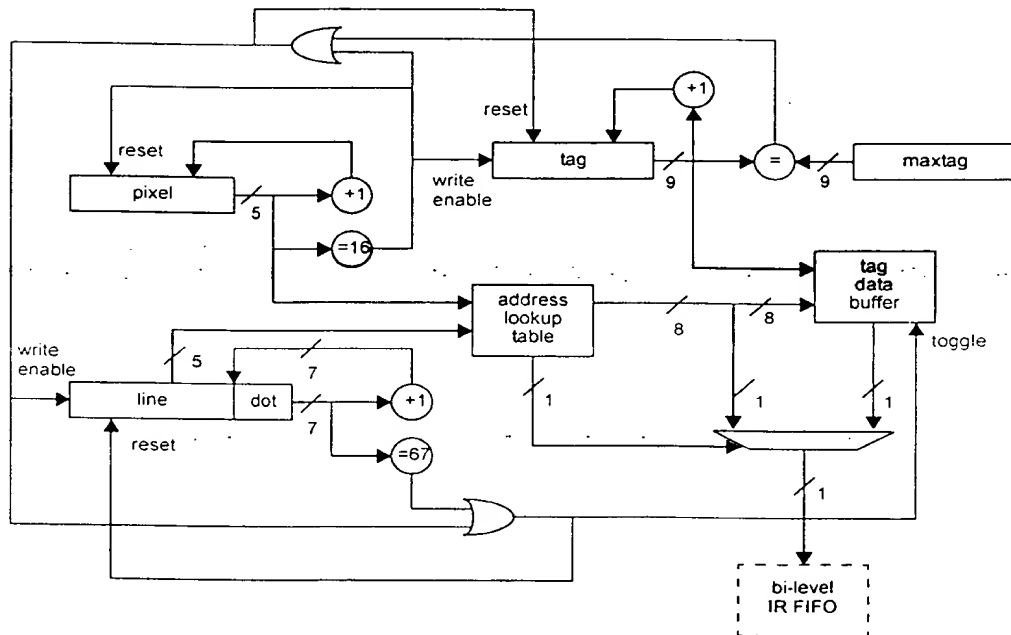 +1
reset
tag
=
maxtag
reset
9
9
pixel
+1
write
enable
5
=16
address
lookup
table
tag
data
buffer
8
8
write
enable
5
7
toggle
line
dot
+1
1
1
1
7
reset
=67
1
bi-level
IR FIFO